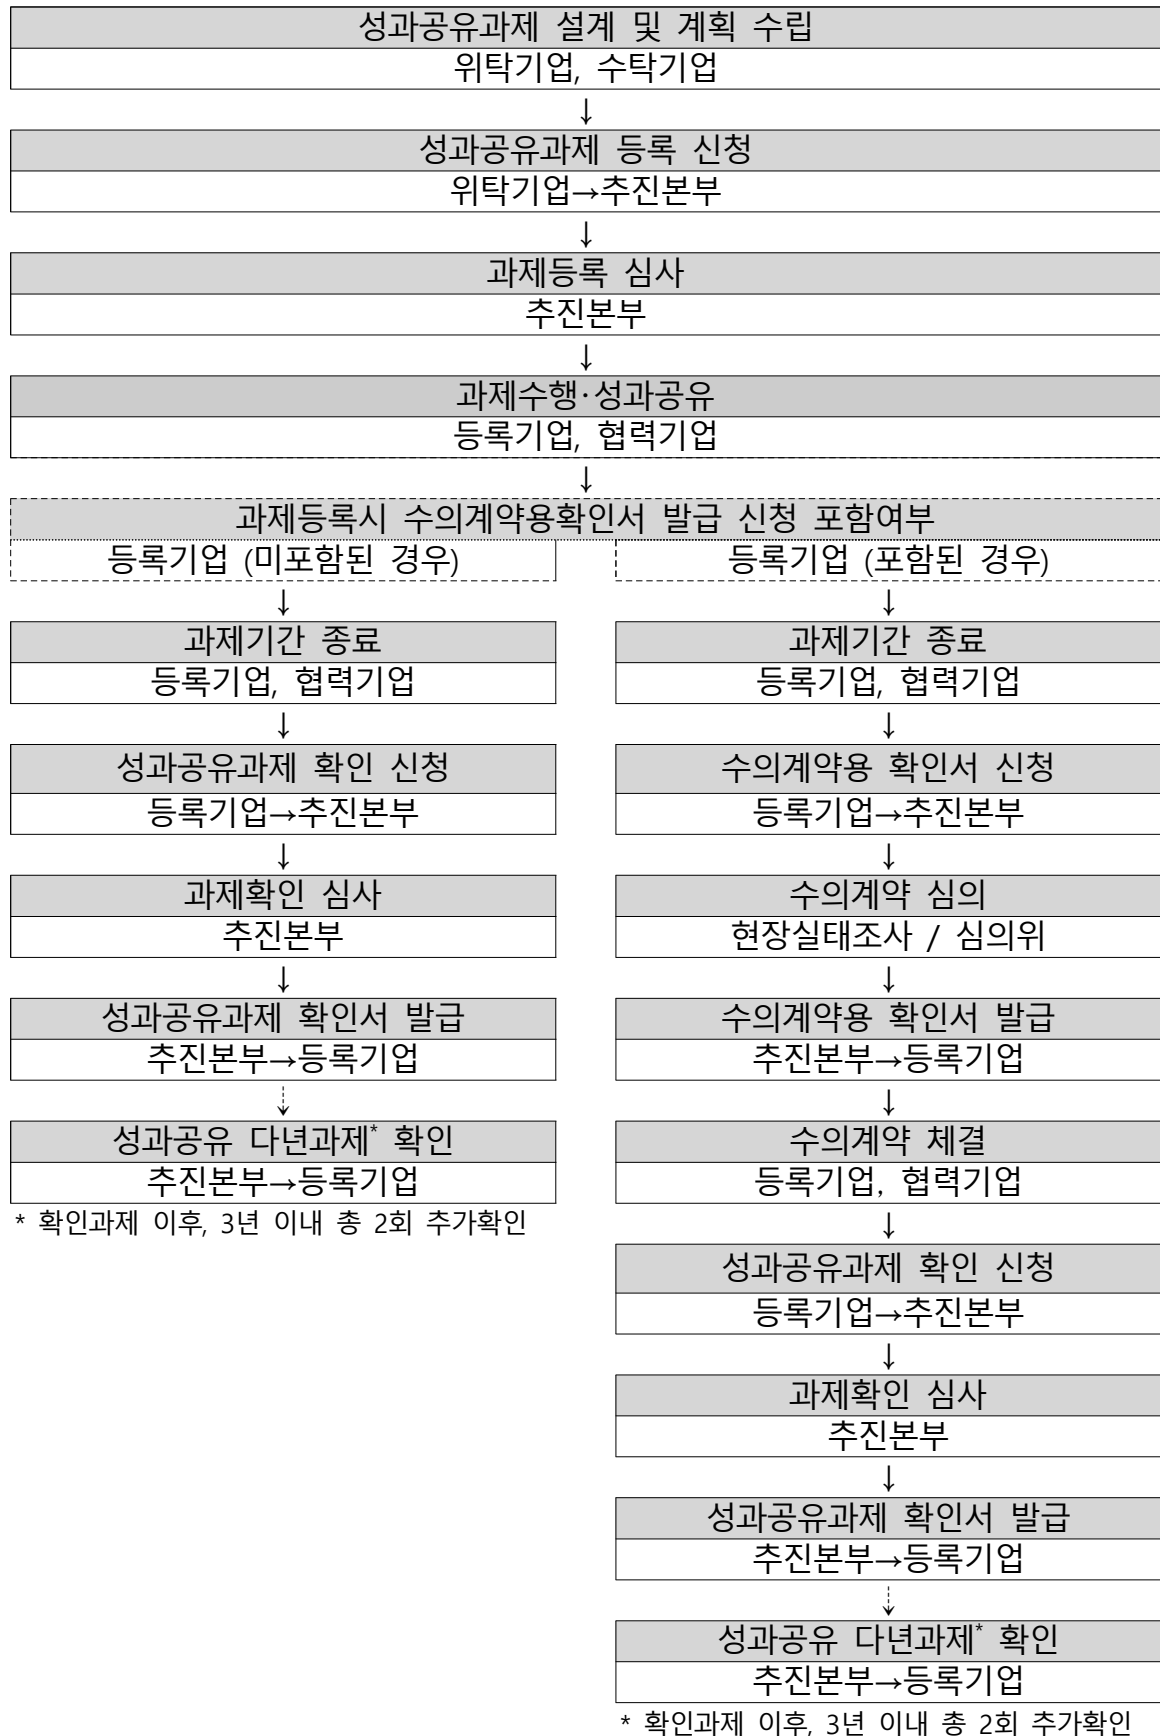 성과공유과제 설계 및 계획 수립
위탁기업, 수탁기업
↓
성과공유과제 등록 신청
위탁기업→추진본부
↓
과제등록 심사
추진본부
↓
과제수행·성과공유
등록기업, 협력기업
↓
과제등록시 수의계약용확인서 발급 신청 포함여부
등록기업 (미포함된 경우)
↓
과제기간 종료
등록기업, 협력기업
↓
성과공유과제 확인 신청
등록기업→추진본부
↓
과제확인 심사
추진본부
↓
성과공유과제 확인서 발급
추진본부→등록기업
↓
성과공유 다년과제* 확인
추진본부→등록기업
* 확인과제 이후, 3년 이내 총 2회 추가확인
등록기업 (포함된 경우)
↓
과제기간 종료
등록기업, 협력기업
↓
수의계약용 확인서 신청
등록기업→추진본부
↓
수의계약 심의
현장실태조사 / 심의위
↓
수의계약용 확인서 발급
추진본부→등록기업
↓
수의계약 체결
등록기업, 협력기업
↓
성과공유과제 확인 신청
등록기업→추진본부
↓
과제확인 심사
추진본부
↓
성과공유과제 확인서 발급
추진본부→등록기업
↓
성과공유 다년과제* 확인
추진본부→등록기업
* 확인과제 이후, 3년 이내 총 2회 추가확인